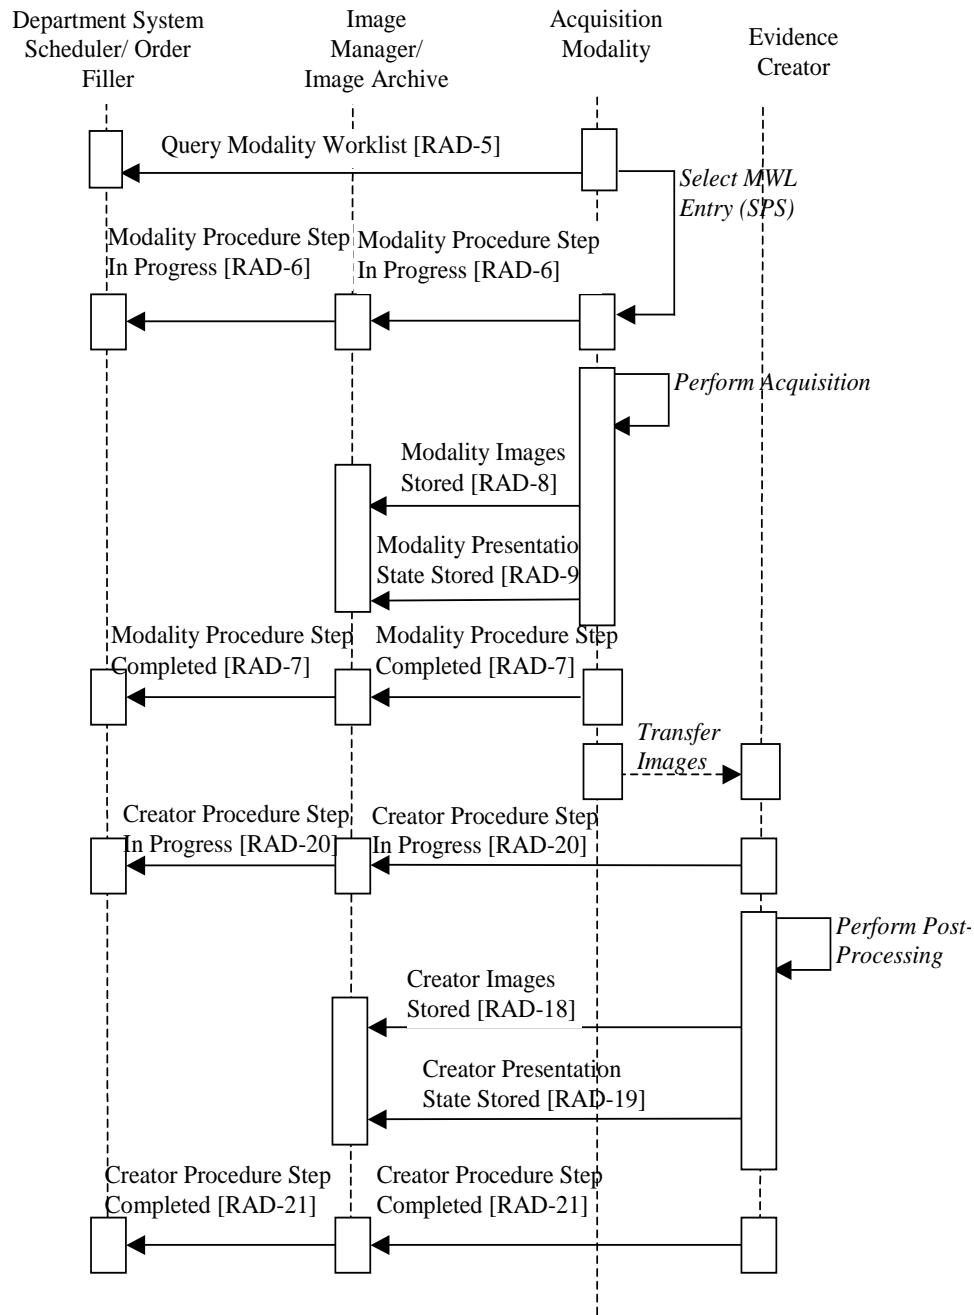 Department System
Scheduler/ Order
Filler
Image
Manager/
Image Archive
Acquisition
Modality
Evidence
Creator
Query Modality Worklist [RAD-5]
Select MWL
Entry (SPS)
Modality Procedure Step
In Progress [RAD-6]
Modality Procedure Step
In Progress [RAD-6]
Perform Acquisition
Modality Images
Stored [RAD-8]
Modality Presentatio
State Stored [RAD-9
Modality Procedure Step
Completed [RAD-7]
Modality Procedure Step
Completed [RAD-7]
Transfer
Images
Creator Procedure Step
In Progress [RAD-20]
Creator Procedure Step
In Progress [RAD-20]
Perform Post-
Processing
Creator Images
Stored [RAD-18]
Creator Presentation
State Stored [RAD-19]
Creator Procedure Step
Completed [RAD-21]
Creator Procedure Step
Completed [RAD-21]